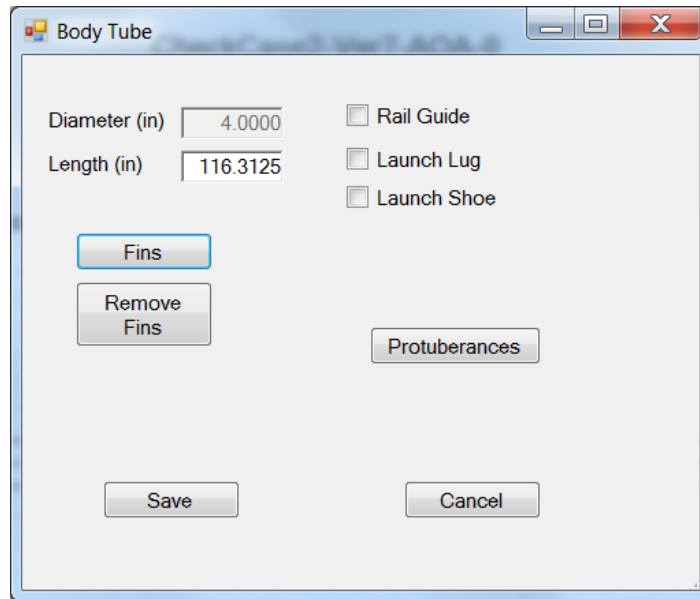 Body Tube
Diameter (in) 4.0000
Rail Guide
Length (in) 116.3125
Launch Lug
Launch Shoe
Fins
Remove
Fins
Protuberances
Save
Cancel